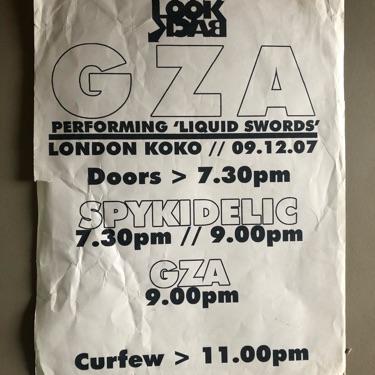 LOOK
BACK
GZA
PERFORMING 'LIQUID SWORDS'
LONDON KOKO // 09.12.07
Doors > 7.30pm
SPYKIDELIC
7.30pm // 9.00pm
GZA
9.00pm
Curfew > 11.00pm